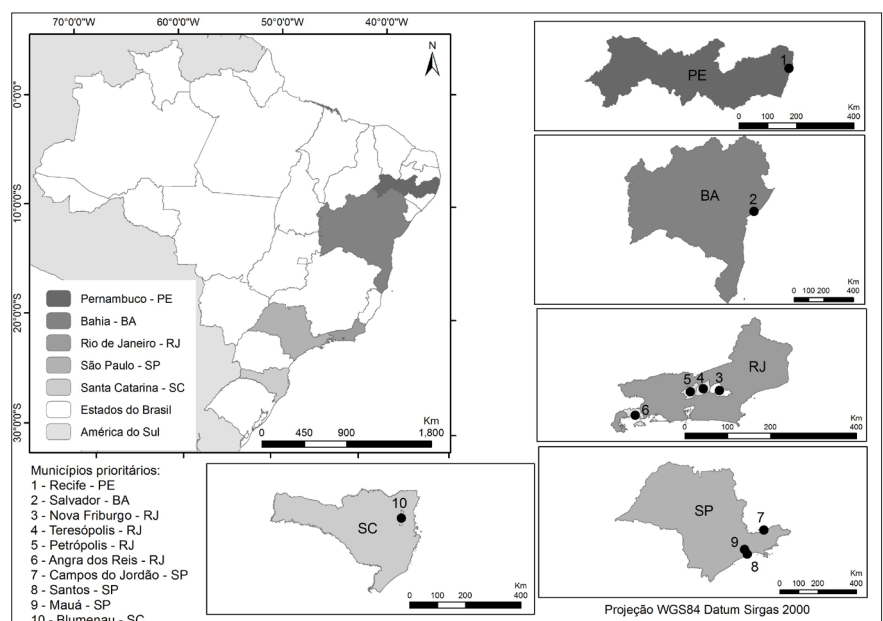 70°0'0"W 60°0'0"W 50°0'0"W 40°0'0"W
N
0°0'0"
10°0'0"S
20°0'0"S
30°0'0"S
Pernambuco - PE
Bahia - BA
Rio de Janeiro - RJ
São Paulo - SP
Santa Catarina - SC
Estados do Brasil
América do Sul
Km
0 450 900 1,800
PE
1
Km
0 100 200 400
BA
2
Km
0 100 200 400
RJ
5 4 3
6
Km
0 100 200 400
SP
7
9
8
Km
0 100 200 400
SC
10
Km
0 100 200 400
Municípios prioritários:
1 - Recife - PE
2 - Salvador - BA
3 - Nova Friburgo - RJ
4 - Teresópolis - RJ
5 - Petrópolis - RJ
6 - Angra dos Reis - RJ
7 - Campos do Jordão - SP
8 - Santos - SP
9 - Mauá - SP
10 - Blumenau - SC
Projeção WGS84 Datum Sirgas 2000